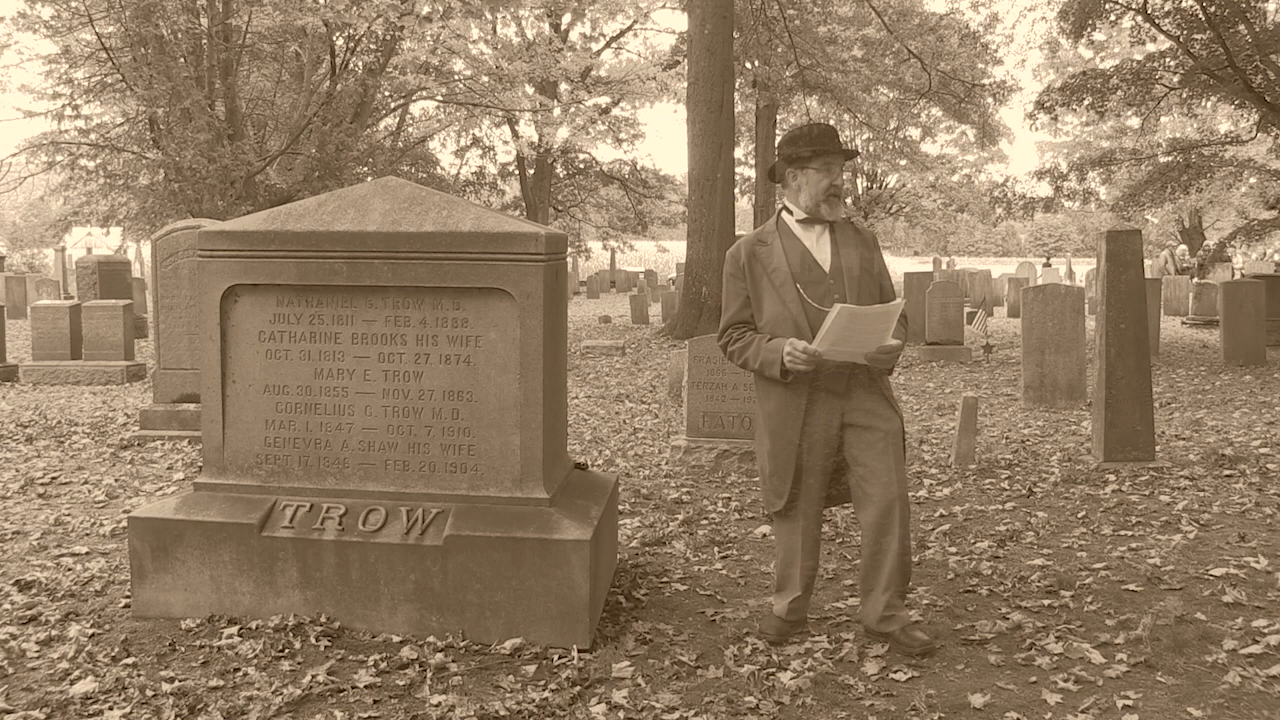 NATHANIEL G. TROW M.D.
JULY 25. 1811 — FEB. 4. 1888.
CATHARINE BROOKS HIS WIFE
OCT. 31. 1813 — OCT. 27. 1874.
MARY E. TROW
AUG. 30. 1855 — NOV. 27. 1863.
CORNELIUS G. TROW M.D.
MAR. 1. 1847 — OCT. 7. 1910.
GENEVRA A. SHAW HIS WIFE
SEPT. 17. 1846 — FEB. 20. 1904.
TROW
TERZAH A
EATO